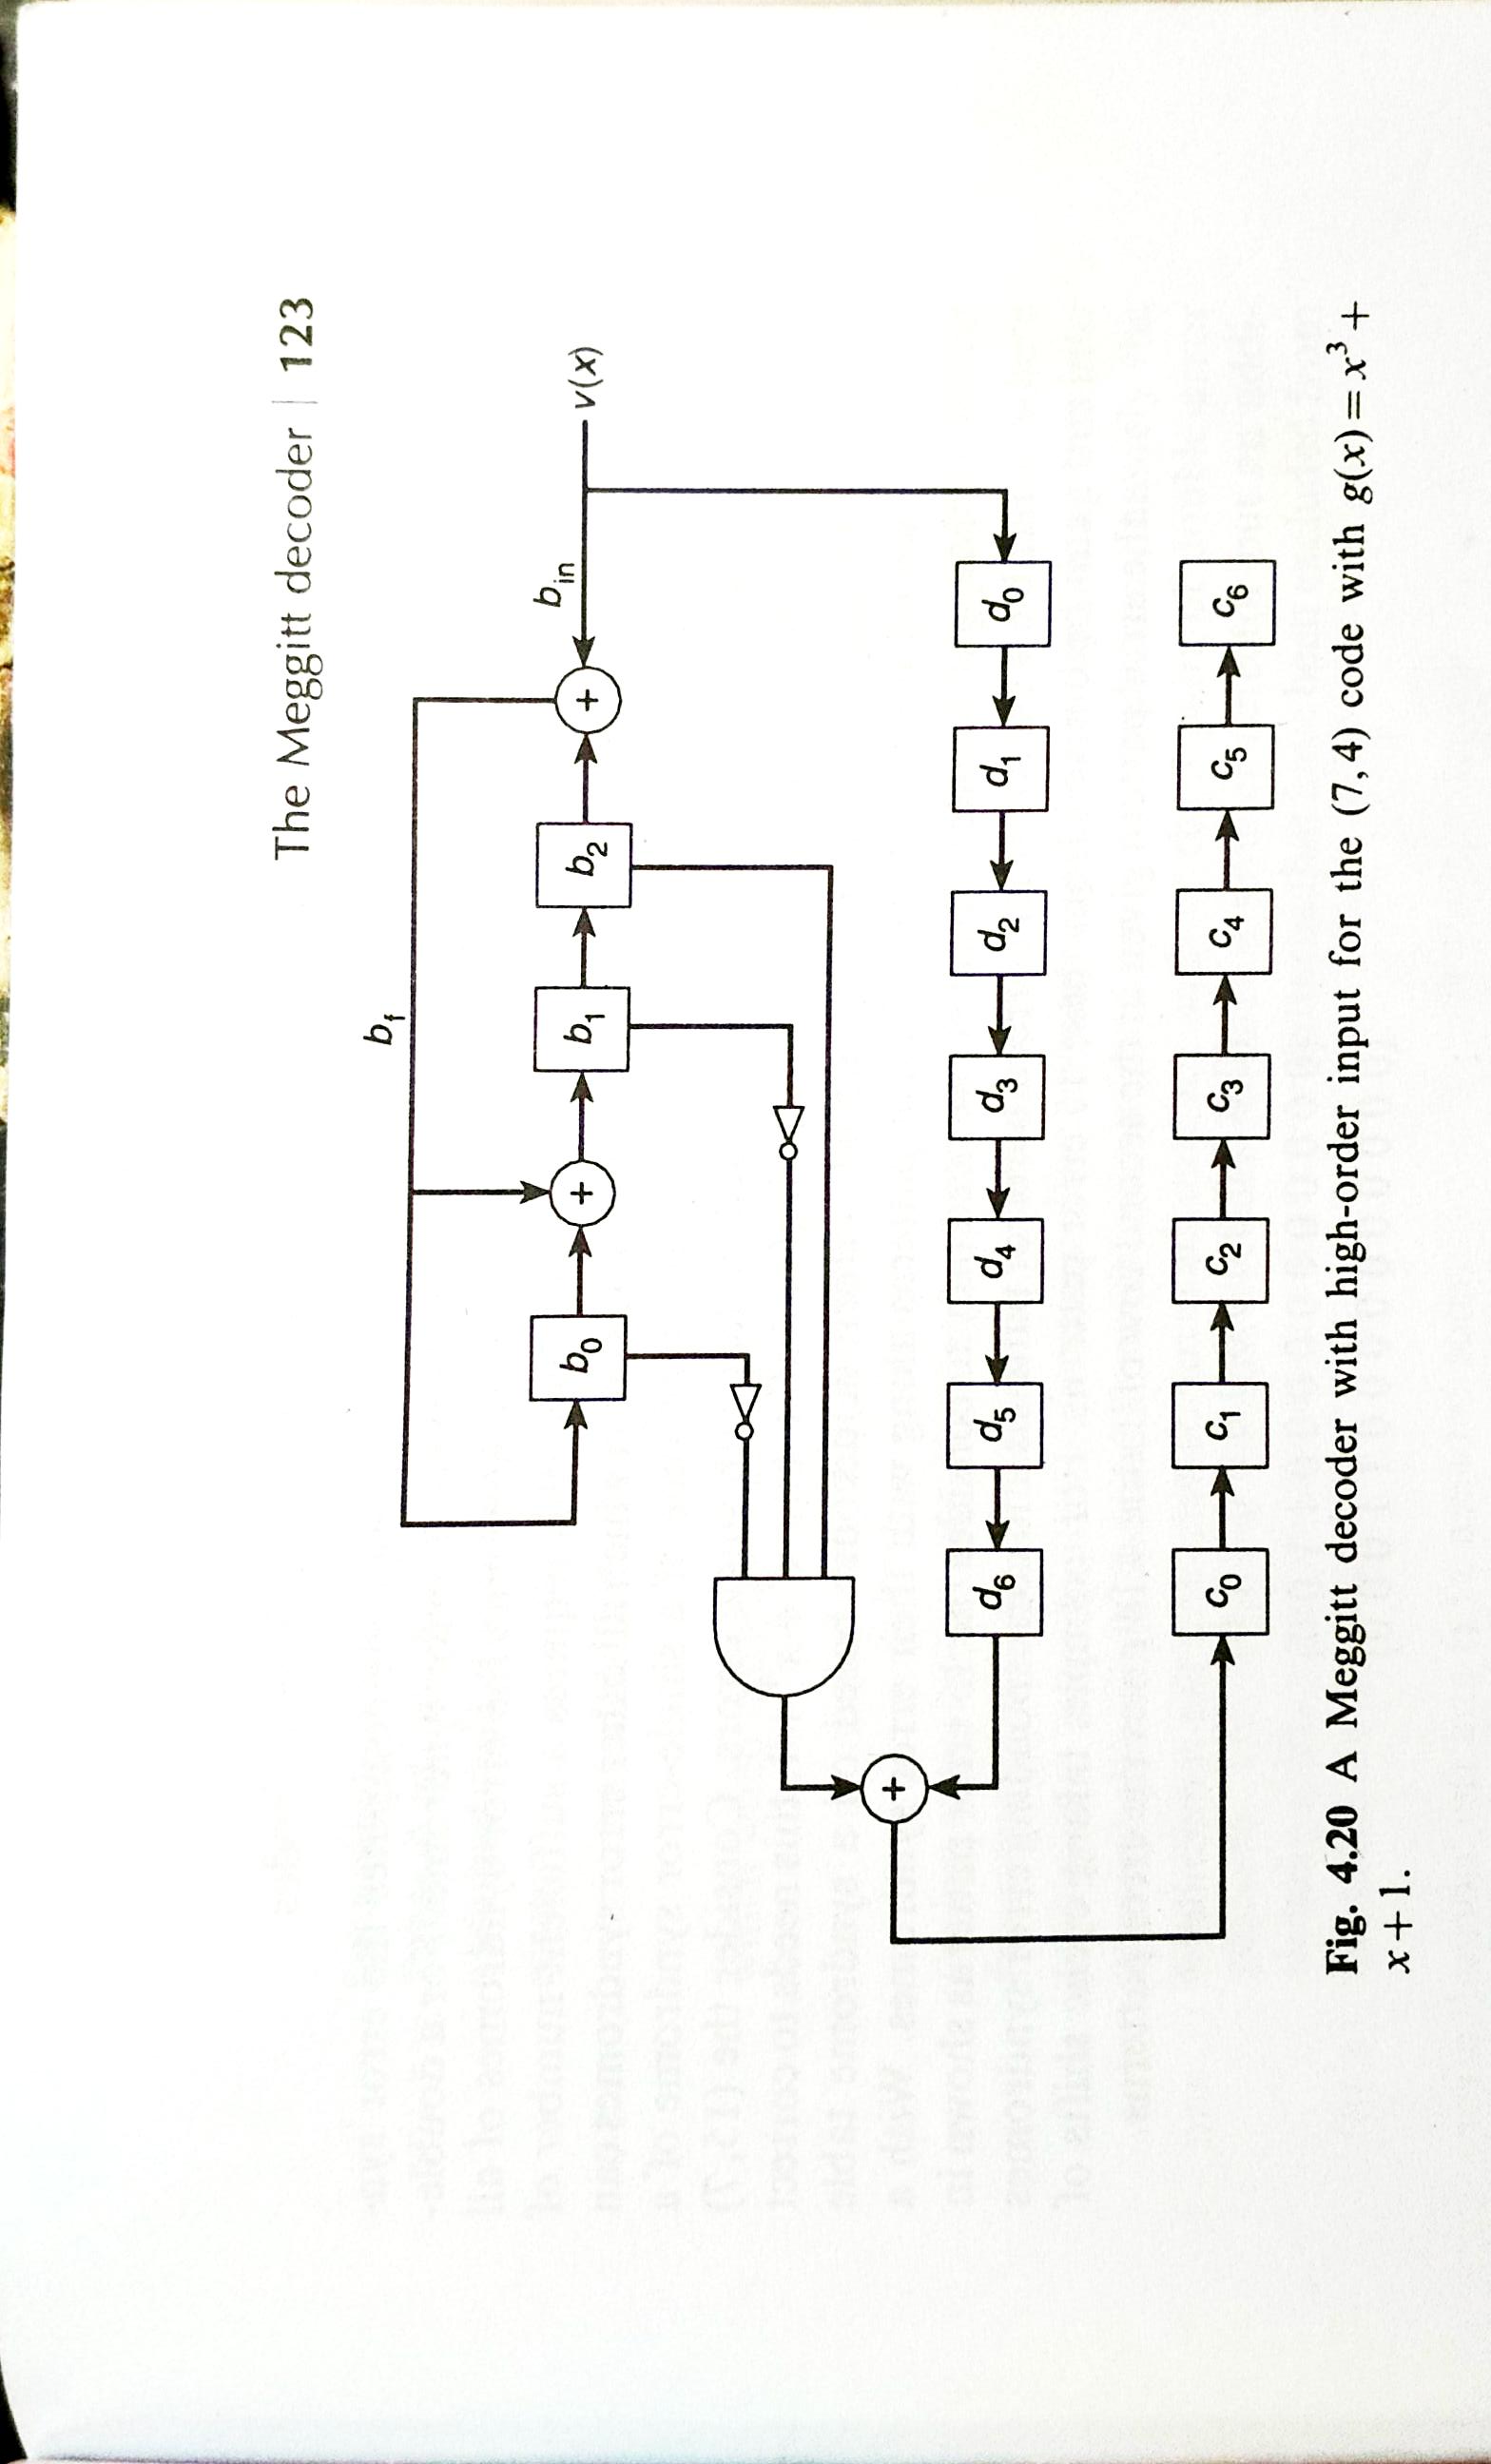 The Meggitt decoder | 123
b_f
b_in
v(x)
b_0 + b_1 b_2 +
d_6 d_5 d_4 d_3 d_2 d_1 d_0
+
c_0 c_1 c_2 c_3 c_4 c_5 c_6
Fig. 4.20 A Meggitt decoder with high-order input for the (7, 4) code with g(x) = x³ +
x + 1.